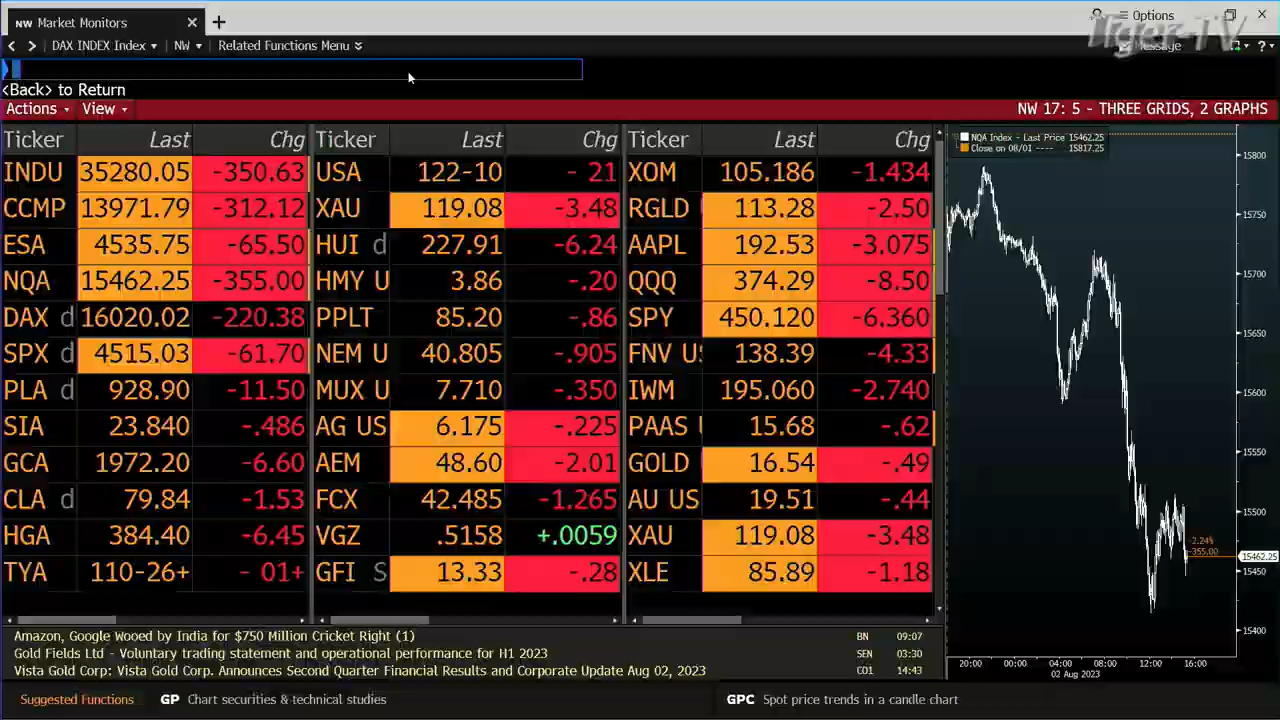 NW Market Monitors × +
Options
Tiger-TV
DAX INDEX Index NW Related Functions Menu
Message ?
<Back> to Return
Actions View NW 17: 5 - THREE GRIDS, 2 GRAPHS
Ticker Last Chg Ticker Last Chg Ticker Last Chg
INDU 35280.05 -350.63 USA 122-10 - 21 XOM 105.186 -1.434
CCMP 13971.79 -312.12 XAU 119.08 -3.48 RGLD 113.28 -2.50
ESA 4535.75 -65.50 HUI d 227.91 -6.24 AAPL 192.53 -3.075
NQA 15462.25 -355.00 HMY U 3.86 -.20 QQQ 374.29 -8.50
DAX d 16020.02 -220.38 PPLT 85.20 -.86 SPY 450.120 -6.360
SPX d 4515.03 -61.70 NEM U 40.805 -.905 FNV US 138.39 -4.33
PLA d 928.90 -11.50 MUX U 7.710 -.350 IWM 195.060 -2.740
SIA 23.840 -.486 AG US 6.175 -.225 PAAS 15.68 -.62
GCA 1972.20 -6.60 AEM 48.60 -2.01 GOLD 16.54 -.49
CLA d 79.84 -1.53 FCX 42.485 -1.265 AU US 19.51 -.44
HGA 384.40 -6.45 VGZ .5158 +.0059 XAU 119.08 -3.48
TYA 110-26+ - 01+ GFI S 13.33 -.28 XLE 85.89 -1.18
NQA Index - Last Price 15462.25
Close on 08/01 ---- 15817.25
15800
15750
15700
15650
15600
15550
15500
-2.24%
-355.00
15462.25
15450
15400
20:00 00:00 04:00 08:00 12:00 16:00
02 Aug 2023
Amazon, Google Wooed by India for $750 Million Cricket Right (1) BN 09:07
Gold Fields Ltd - Voluntary trading statement and operational performance for H1 2023 SEN 03:30
Vista Gold Corp: Vista Gold Corp. Announces Second Quarter Financial Results and Corporate Update Aug 02, 2023 CO1 14:43
Suggested Functions GP Chart securities & technical studies GPC Spot price trends in a candle chart